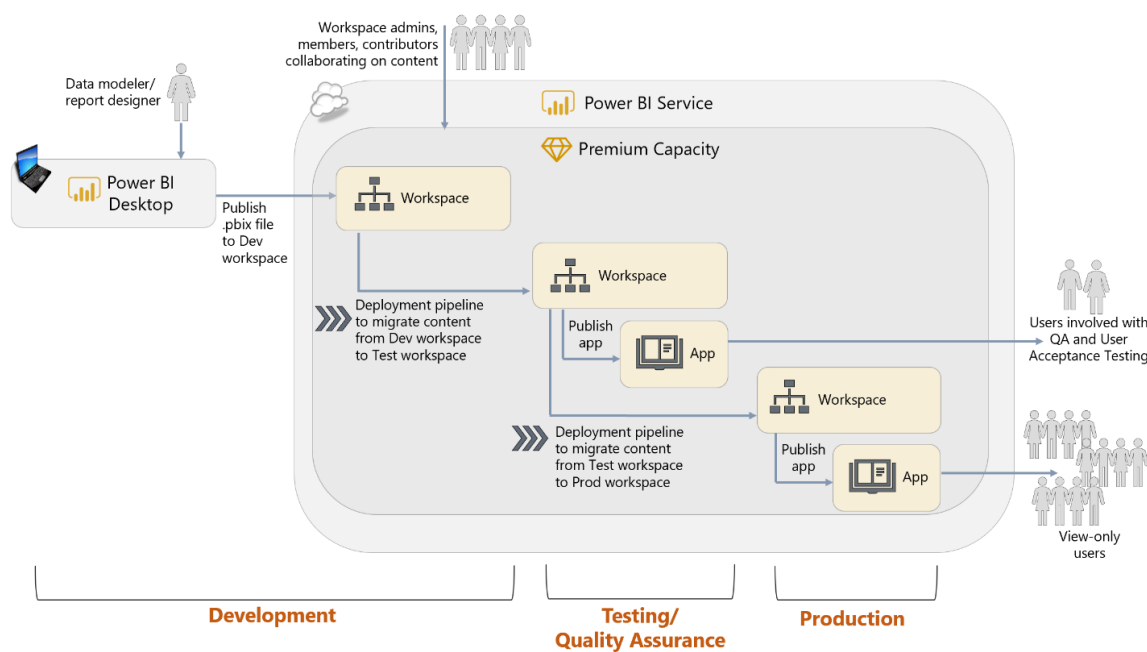 Workspace admins,
members, contributors
collaborating on content
Data modeler/
report designer
Power BI Service
Premium Capacity
Power BI
Desktop
Workspace
Publish
.pbix file
to Dev
workspace
Workspace
Deployment pipeline
to migrate content
from Dev workspace
to Test workspace
Publish
app
App
Users involved with
QA and User
Acceptance Testing
Workspace
Deployment pipeline
to migrate content
from Test workspace
to Prod workspace
Publish
app
App
View-only
users
Development
Testing/
Quality Assurance
Production